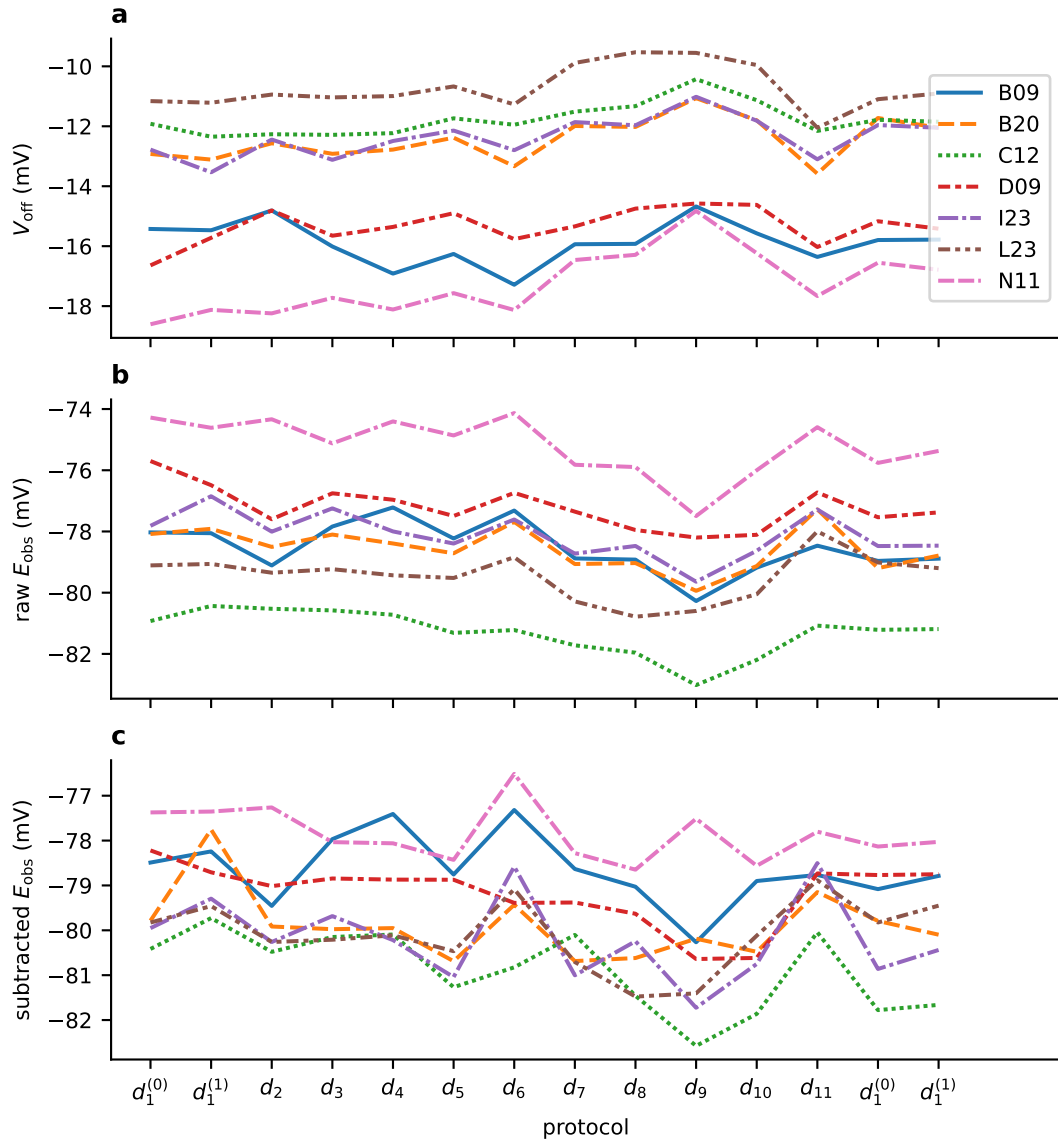 a
−10
−12
−14
−16
−18
V_off (mV)
B09
B20
C12
D09
I23
L23
N11
b
−74
−76
−78
−80
−82
raw E_obs (mV)
c
−77
−78
−79
−80
−81
−82
subtracted E_obs (mV)
d_1^(0) d_1^(1) d_2 d_3 d_4 d_5 d_6 d_7 d_8 d_9 d_10 d_11 d_1^(0) d_1^(1)
protocol